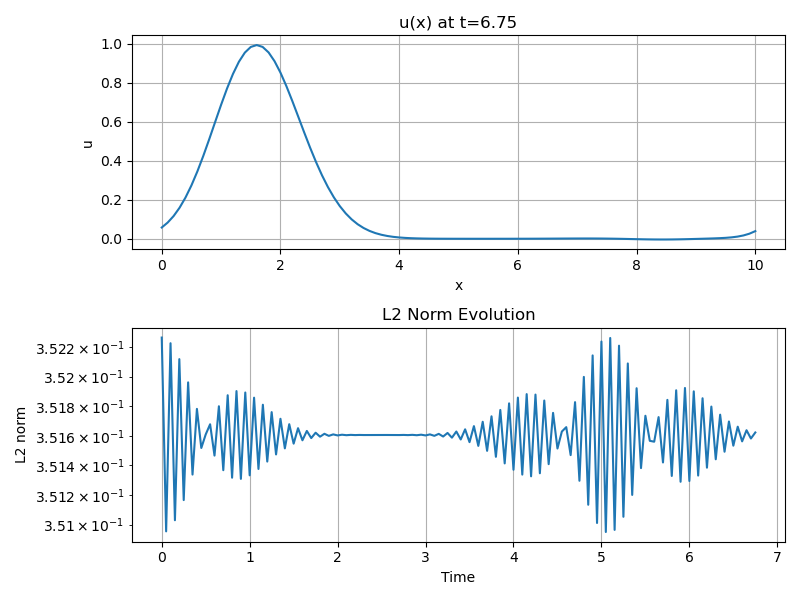 u(x) at t=6.75
1.0
0.8
0.6
0.4
0.2
0.0
u
0 2 4 6 8 10
x
L2 Norm Evolution
3.522 × 10⁻¹
3.52 × 10⁻¹
3.518 × 10⁻¹
3.516 × 10⁻¹
3.514 × 10⁻¹
3.512 × 10⁻¹
3.51 × 10⁻¹
L2 norm
0 1 2 3 4 5 6 7
Time